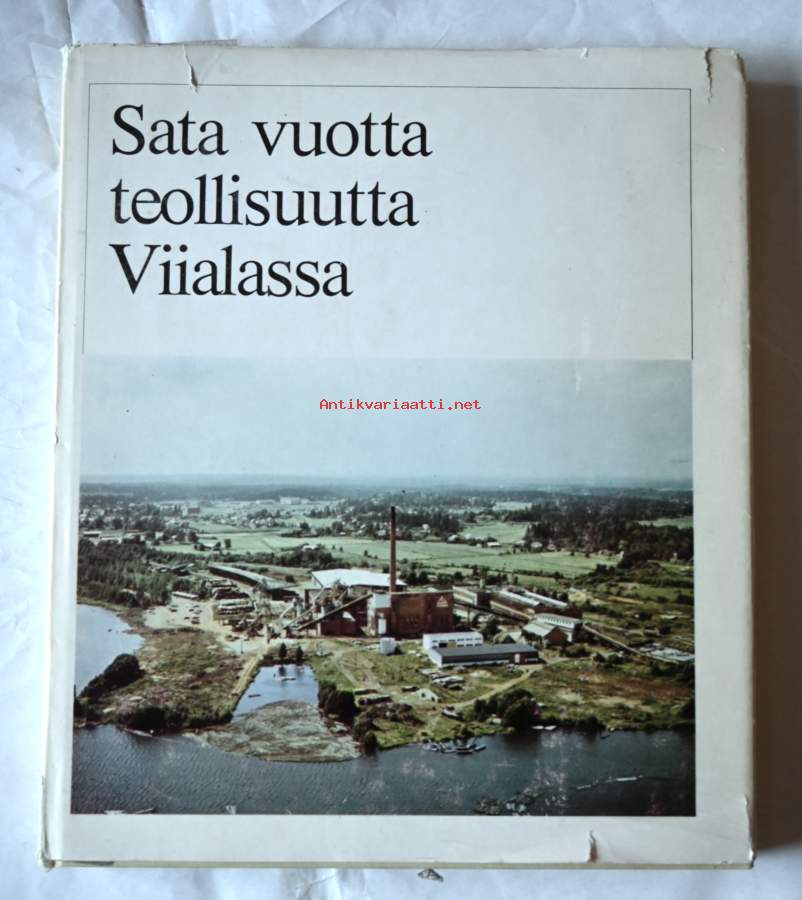 Sata vuotta
teollisuutta
Viialassa
Antikvariaatti.net